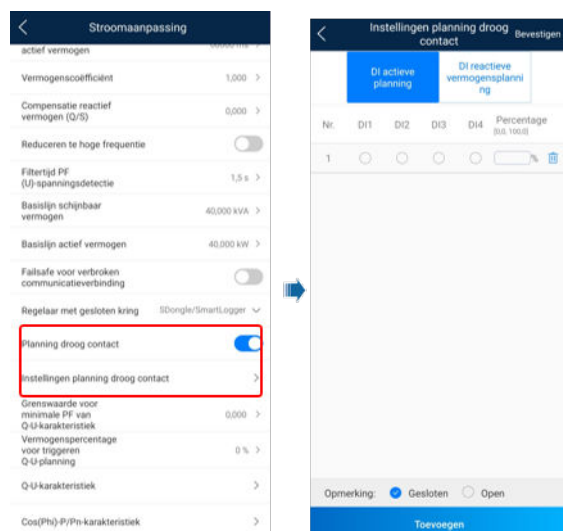 Stroomaanpassing
actief vermogen
Vermogenscoëfficiënt
1,000
Compensatie reactief
vermogen (Q/S)
0,000
Reduceren te hoge frequentie
Filtertijd PF
(U)-spanningsdetectie
1,5 s
Basislijn schijnbaar
vermogen
40,000 kVA
Basislijn actief vermogen
40,000 kW
Failsafe voor verbroken
communicatieverbinding
Regelaar met gesloten kring
SDongle/SmartLogger
Planning droog contact
Instellingen planning droog contact
Grenswaarde voor
minimale PF van
Q-U-karakteristiek
0,000
Vermogenspercentage
voor triggeren
Q-U-planning
0 %
Q-U-karakteristiek
Cos(Phi)-P/Pn-karakteristiek
Instellingen planning droog
contact
Bevestigen
DI actieve
planning
DI reactieve
vermogensplanni
ng
Nr.
DI1
DI2
DI3
DI4
Percentage
[0,0, 100,0]
1
%
Opmerking:
Gesloten
Open
Toevoegen